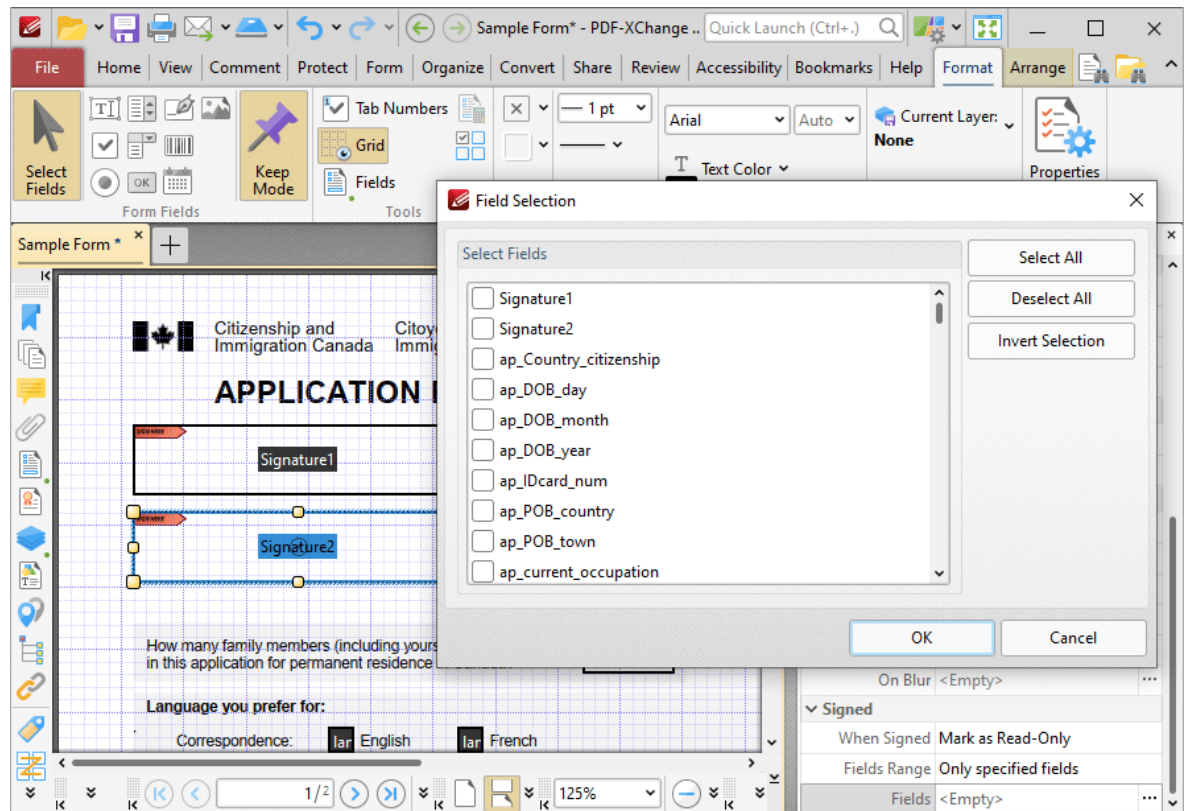 Sample Form* - PDF-XChange ..
Quick Launch (Ctrl+.)
File Home View Comment Protect Form Organize Convert Share Review Accessibility Bookmarks Help Format Arrange
Tab Numbers
1 pt
Arial
Auto
Current Layer:
None
Grid
OK
Select
Fields
Keep
Mode
Fields
Text Color
Properties
Form Fields
Tools
Field Selection
Sample Form *
Select Fields
Select All
Deselect All
Invert Selection
Signature1
Signature2
ap_Country_citizenship
ap_DOB_day
ap_DOB_month
ap_DOB_year
ap_IDcard_num
ap_POB_country
ap_POB_town
ap_current_occupation
OK
Cancel
Citizenship and
Immigration Canada
APPLICATION
Signature1
Signature2
How many family members (including
in this application for permanent residence
Language you prefer for:
Correspondence:
lar English
lar French
On Blur <Empty> ...
Signed
When Signed Mark as Read-Only
Fields Range Only specified fields
Fields <Empty> ...
1/2
125%